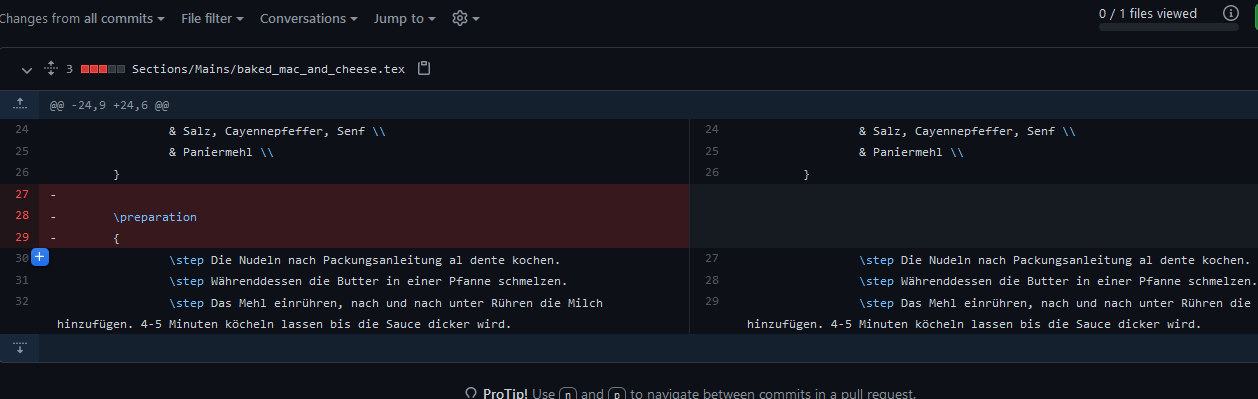 Changes from all commits File filter Conversations Jump to 0 / 1 files viewed
3 Sections/Mains/baked_mac_and_cheese.tex
@@ -24,9 +24,6 @@
24 & Salz, Cayennepfeffer, Senf \\ 24 & Salz, Cayennepfeffer, Senf \\
25 & Paniermehl \\ 25 & Paniermehl \\
26 } 26 }
27 -
28 - \preparation
29 - {
30 \step Die Nudeln nach Packungsanleitung al dente kochen. 27 \step Die Nudeln nach Packungsanleitung al dente kochen.
31 \step Währenddessen die Butter in einer Pfanne schmelzen. 28 \step Währenddessen die Butter in einer Pfanne schmelzen.
32 \step Das Mehl einrühren, nach und nach unter Rühren die Milch 29 \step Das Mehl einrühren, nach und nach unter Rühren die
hinzufügen. 4-5 Minuten köcheln lassen bis die Sauce dicker wird. hinzufügen. 4-5 Minuten köcheln lassen bis die Sauce dicker wird.
ProTip! Use n and p to navigate between commits in a pull request.